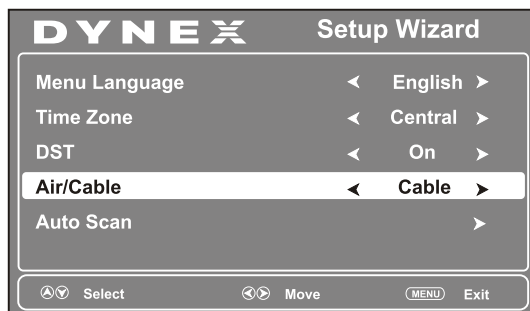 DYNEX Setup Wizard
Menu Language English
Time Zone Central
DST On
Air/Cable Cable
Auto Scan
Select Move MENU Exit